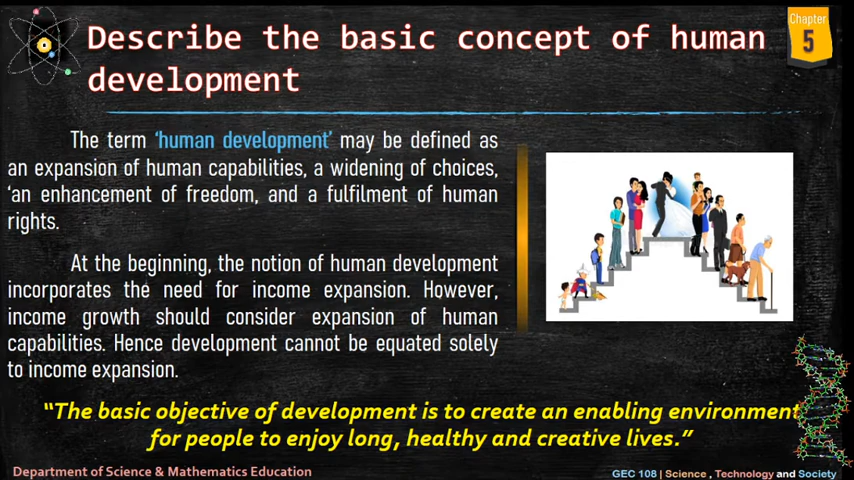 Describe the basic concept of human
development
Chapter
5
The term ‘human development’ may be defined as
an expansion of human capabilities, a widening of choices,
‘an enhancement of freedom, and a fulfilment of human
rights.
At the beginning, the notion of human development
incorporates the need for income expansion. However,
income growth should consider expansion of human
capabilities. Hence development cannot be equated solely
to income expansion.
“The basic objective of development is to create an enabling environment
for people to enjoy long, healthy and creative lives.”
Department of Science & Mathematics Education
GEC 108 | Science , Technology and Society